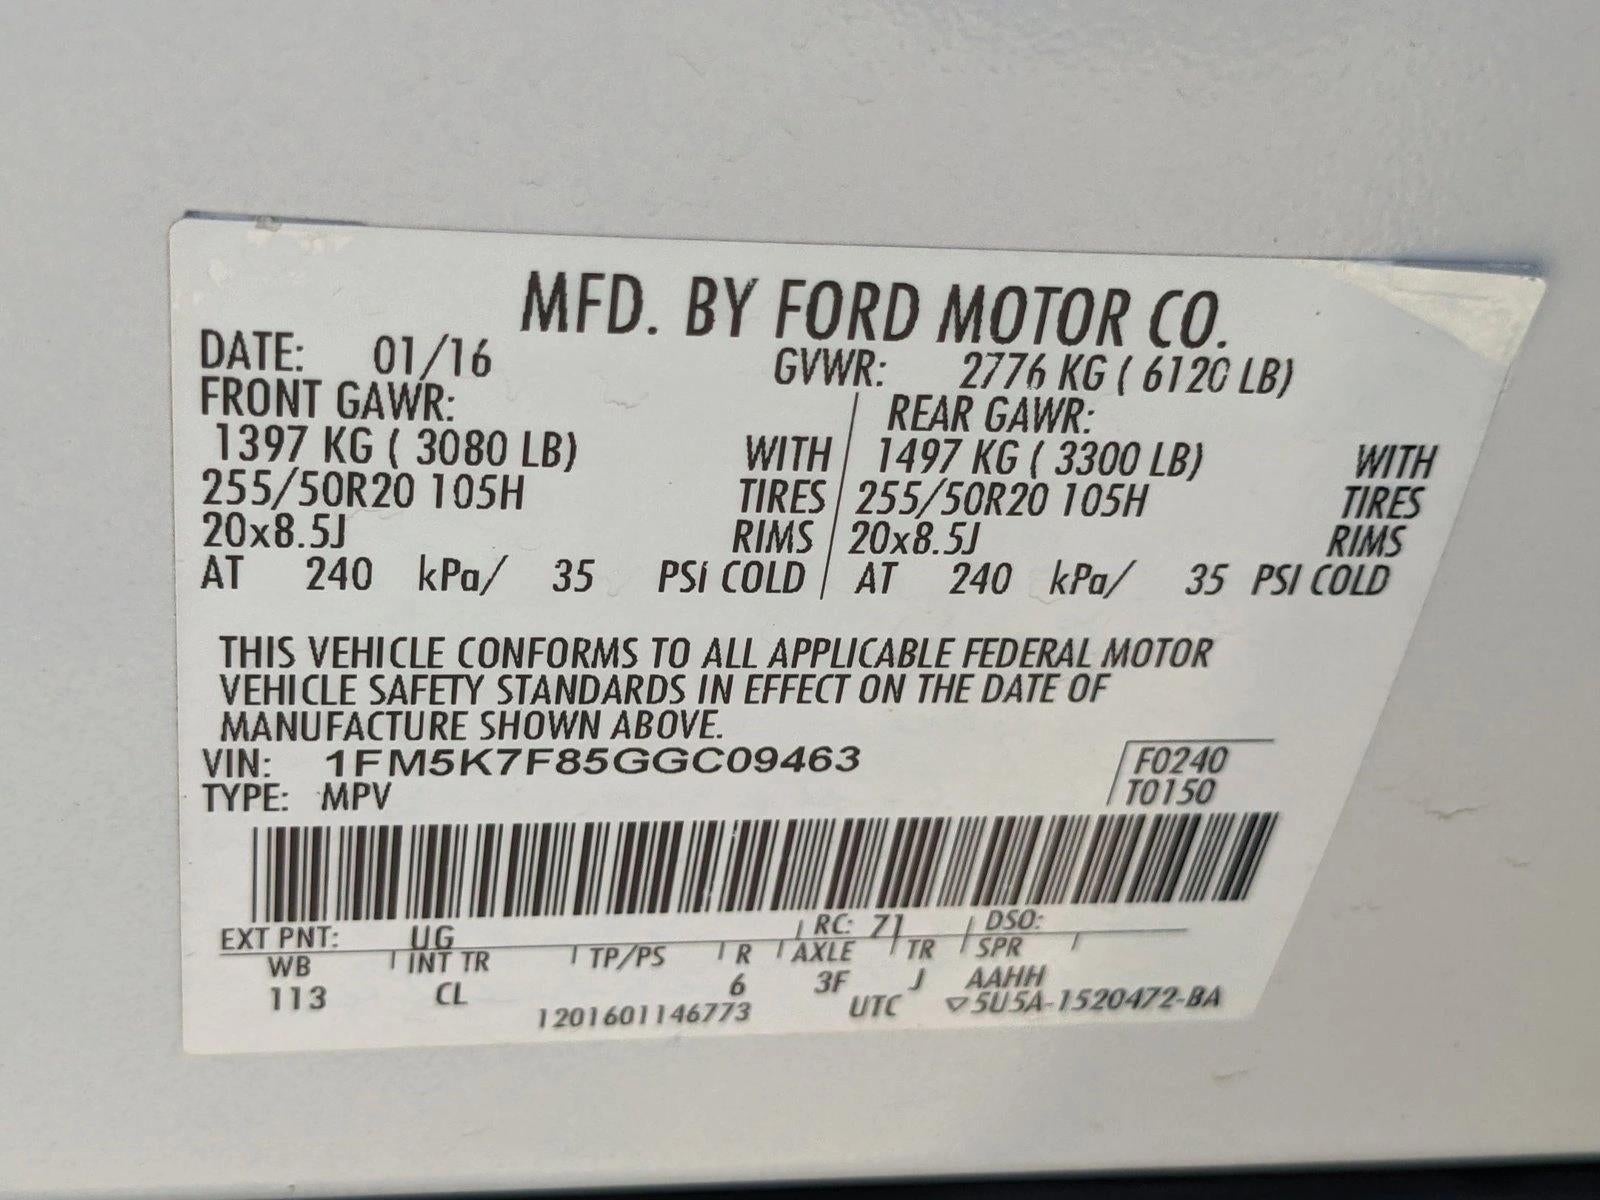 MFD. BY FORD MOTOR CO.
DATE: 01/16 GVWR: 2776 KG ( 6120 LB)
FRONT GAWR: REAR GAWR:
1397 KG ( 3080 LB) WITH 1497 KG ( 3300 LB) WITH
255/50R20 105H TIRES 255/50R20 105H TIRES
20x8.5J RIMS 20x8.5J RIMS
AT 240 kPa/ 35 PSI COLD AT 240 kPa/ 35 PSI COLD
THIS VEHICLE CONFORMS TO ALL APPLICABLE FEDERAL MOTOR
VEHICLE SAFETY STANDARDS IN EFFECT ON THE DATE OF
MANUFACTURE SHOWN ABOVE.
VIN: 1FM5K7F85GGC09463 F0240
TYPE: MPV T0150
EXT PNT: UG RC: 71 DSO:
WB INT TR TP/PS R AXLE TR SPR
113 CL 6 3F J AAHH
1201601146773 UTC ▽5U5A-1520472-BA